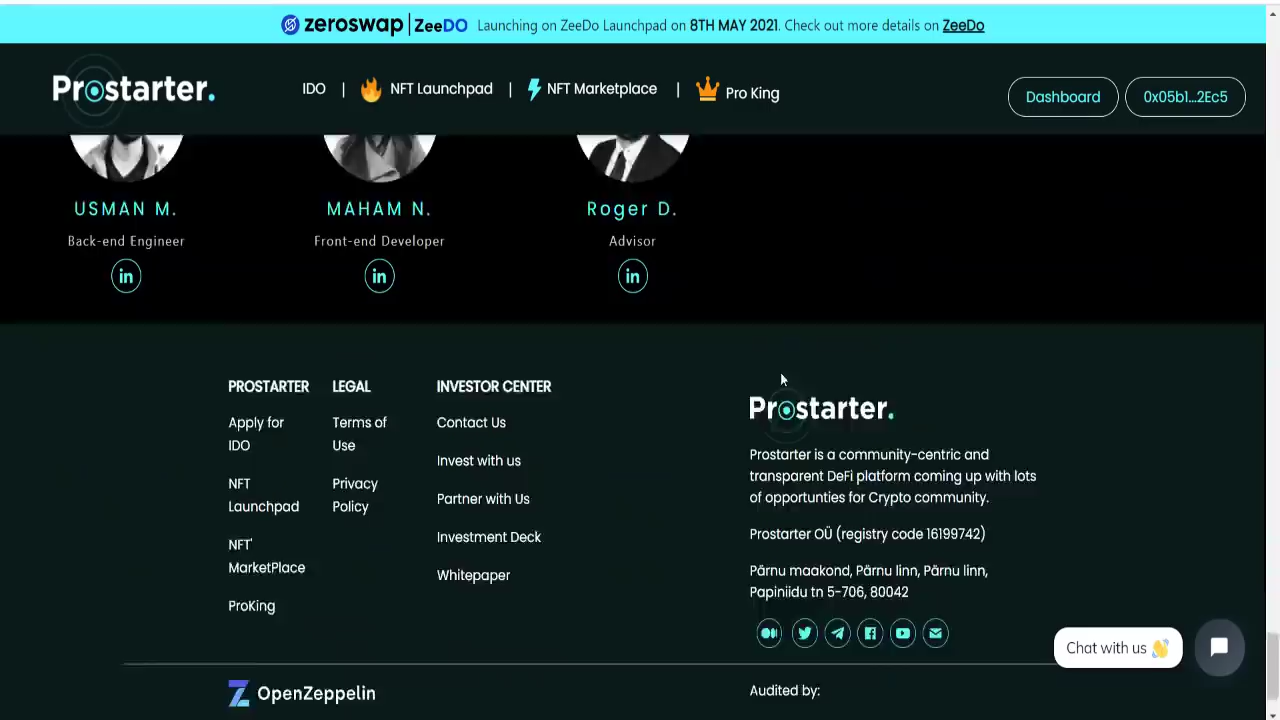 zeroswap | ZeeDO Launching on ZeeDo Launchpad on 8TH MAY 2021. Check out more details on ZeeDo
Prostarter.
IDO | NFT Launchpad | NFT Marketplace | Pro King
Dashboard
0x05b1...2Ec5
USMAN M.
Back-end Engineer
in
MAHAM N.
Front-end Developer
in
Roger D.
Advisor
in
PROSTARTER
Apply for
IDO
NFT
Launchpad
NFT'
MarketPlace
ProKing
LEGAL
Terms of
Use
Privacy
Policy
INVESTOR CENTER
Contact Us
Invest with us
Partner with Us
Investment Deck
Whitepaper
Prostarter.
Prostarter is a community-centric and
transparent DeFi platform coming up with lots
of opportunties for Crypto community.
Prostarter OÜ (registry code 16199742)
Pärnu maakond, Pärnu linn, Pärnu linn,
Papiniidu tn 5-706, 80042
Chat with us
OpenZeppelin
Audited by: